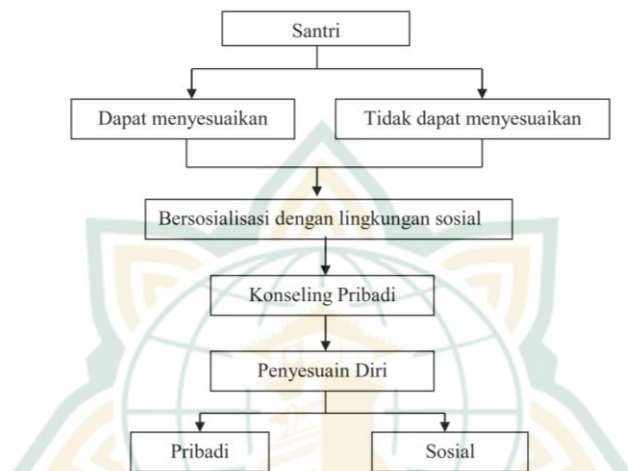 Santri
Dapat menyesuaikan
Tidak dapat menyesuaikan
Bersosialisasi dengan lingkungan sosial
Konseling Pribadi
Penyesuain Diri
Pribadi
Sosial